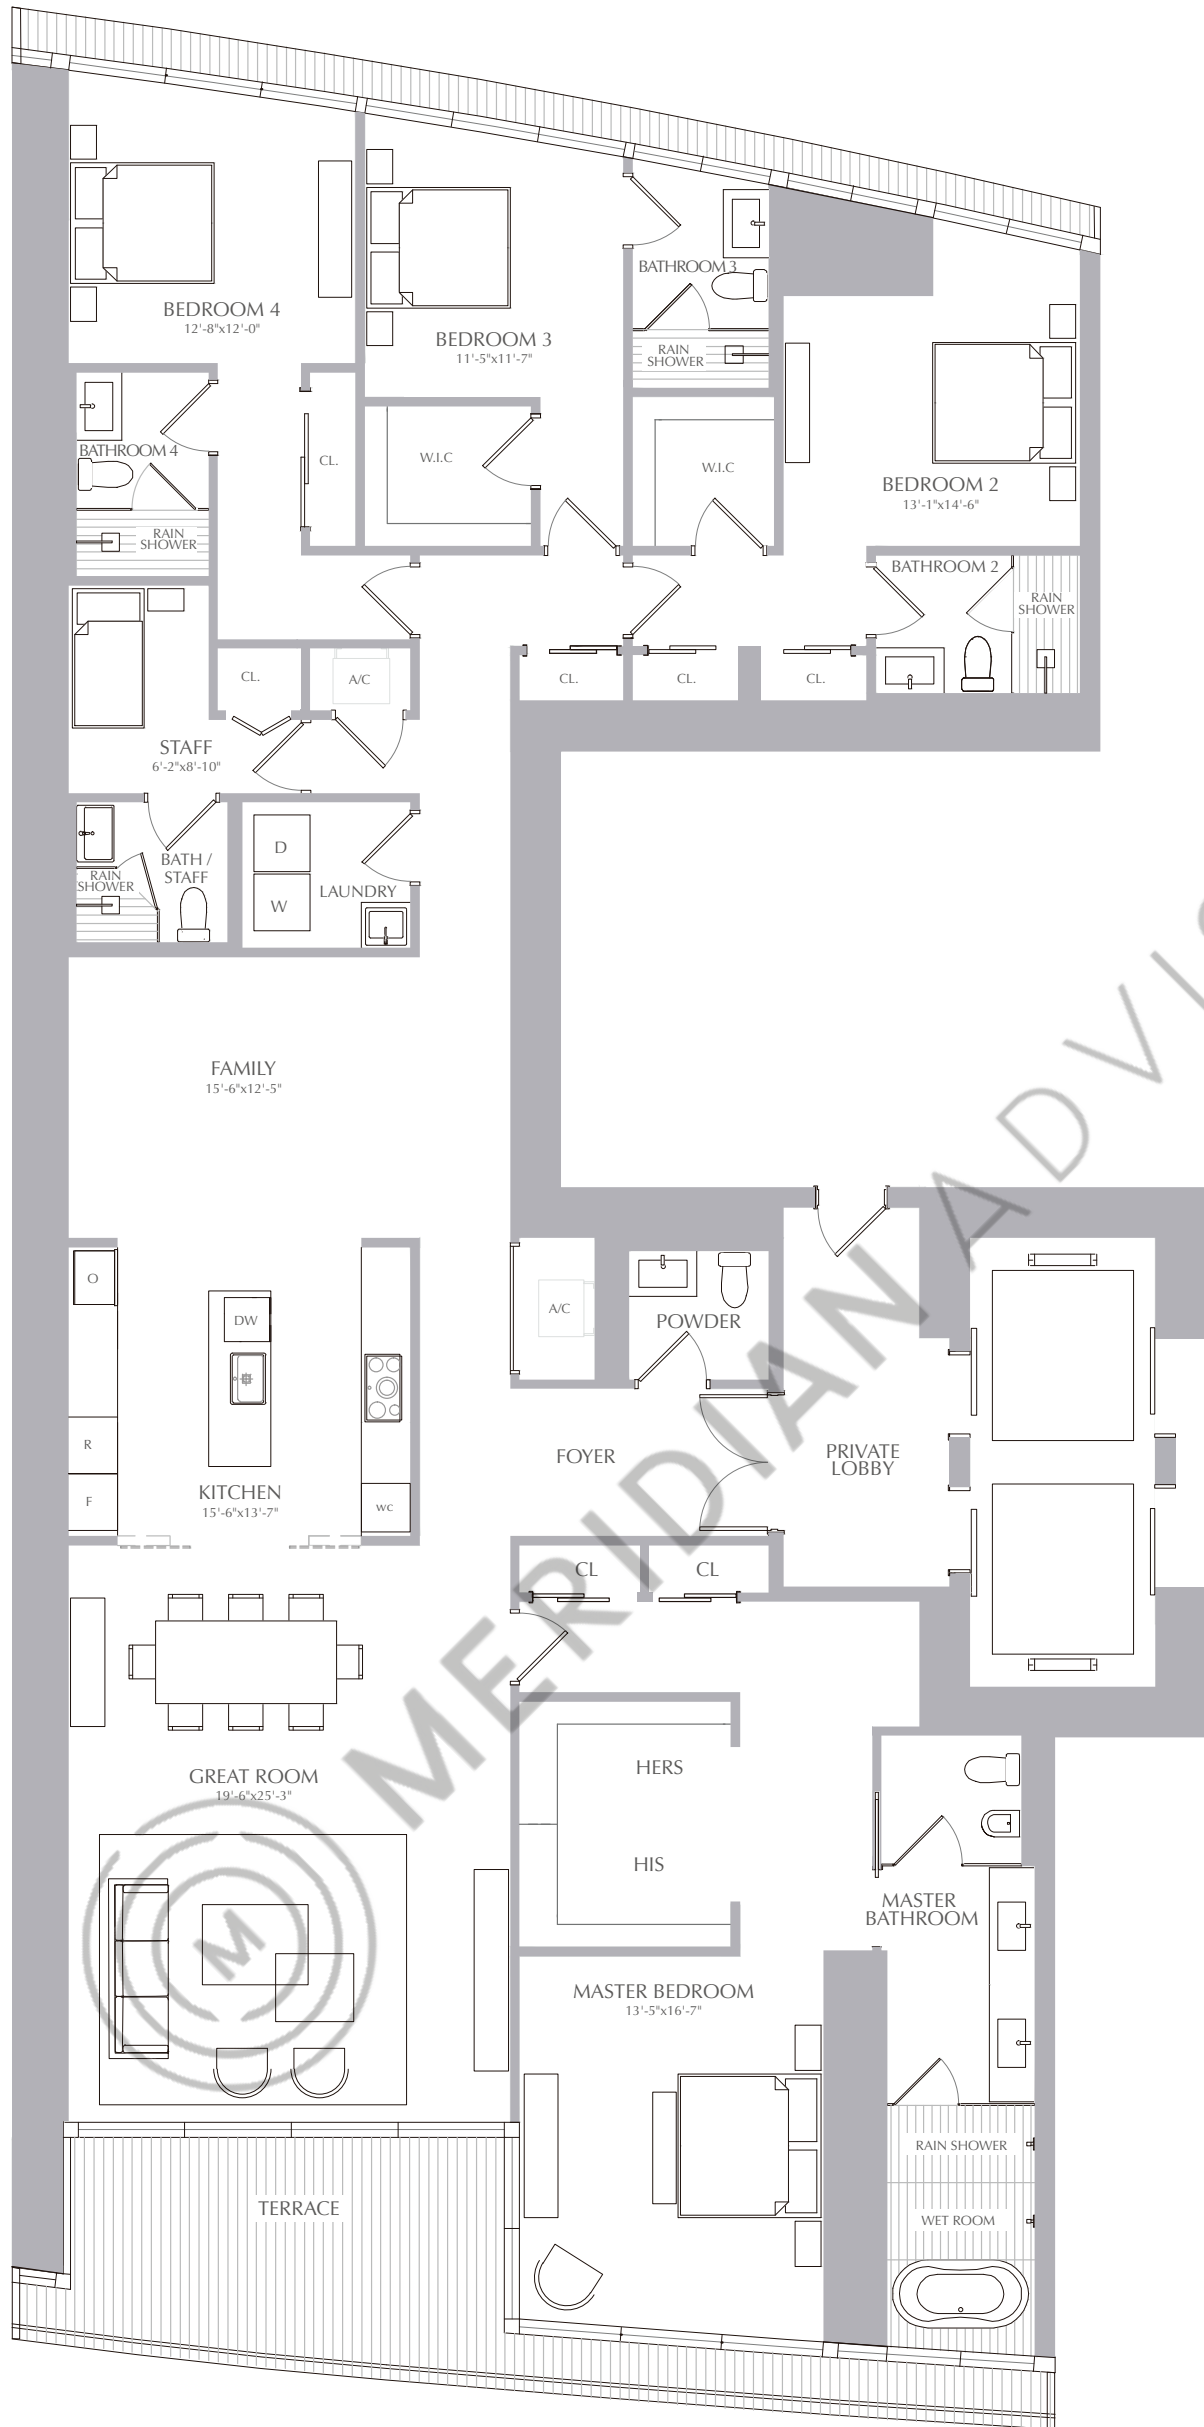 BEDROOM 4
12'-8"x12'-0"
BEDROOM 3
11'-5"x11'-7"
BATHROOM 3
RAIN
SHOWER
BATHROOM 4
RAIN
SHOWER
CL.
W.I.C
W.I.C
BEDROOM 2
13'-1"x14'-6"
BATHROOM 2
RAIN
SHOWER
CL.
A/C
CL.
CL.
CL.
STAFF
6'-2"x8'-10"
BATH /
STAFF
RAIN
SHOWER
D
W
LAUNDRY
FAMILY
15'-6"x12'-5"
O
DW
R
F
KITCHEN
15'-6"x13'-7"
wc
A/C
POWDER
FOYER
PRIVATE
LOBBY
CL
CL
GREAT ROOM
19'-6"x25'-3"
HERS
HIS
MASTER
BATHROOM
MASTER BEDROOM
13'-5"x16'-7"
RAIN SHOWER
WET ROOM
TERRACE
M
MERIDIAN